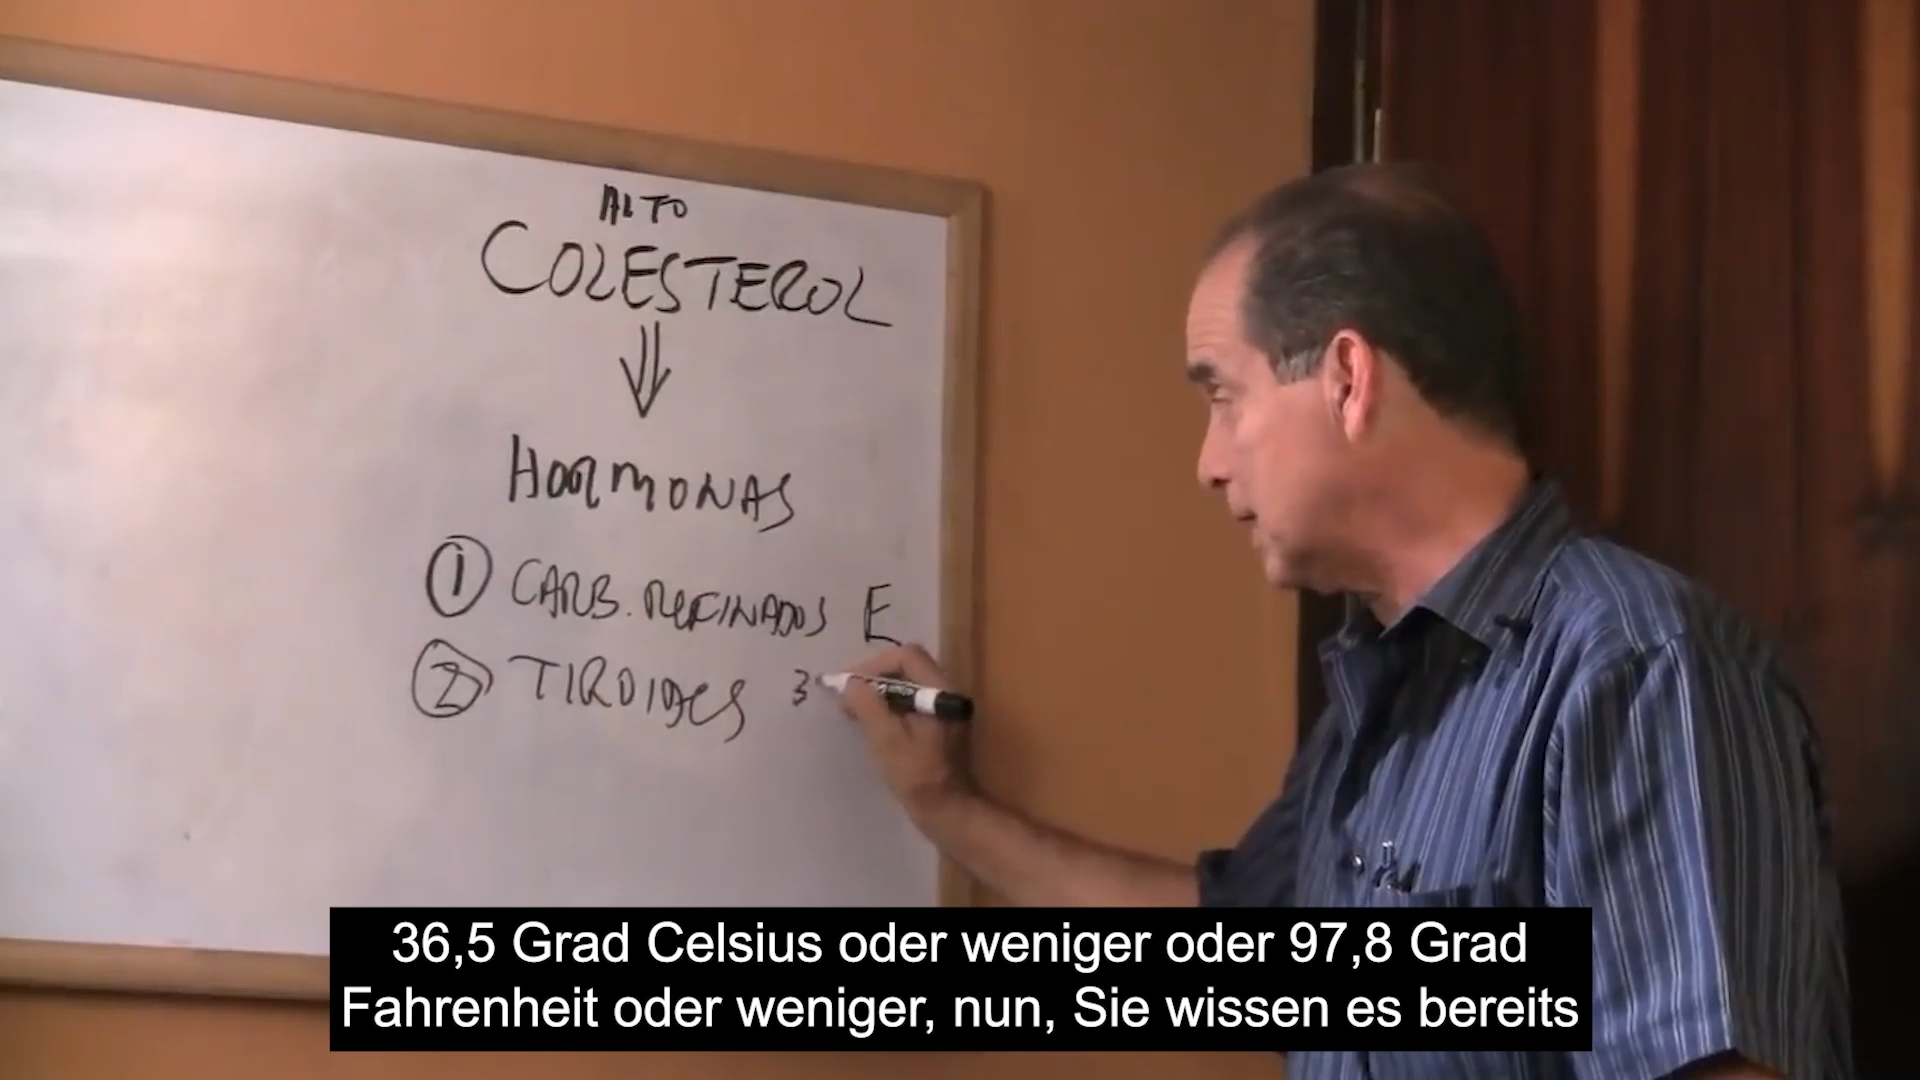 ALTO
COLESTEROL
HORMONAS
1 CARB. REFINADOS E
2 TIROIDES 3
36,5 Grad Celsius oder weniger oder 97,8 Grad
Fahrenheit oder weniger, nun, Sie wissen es bereits